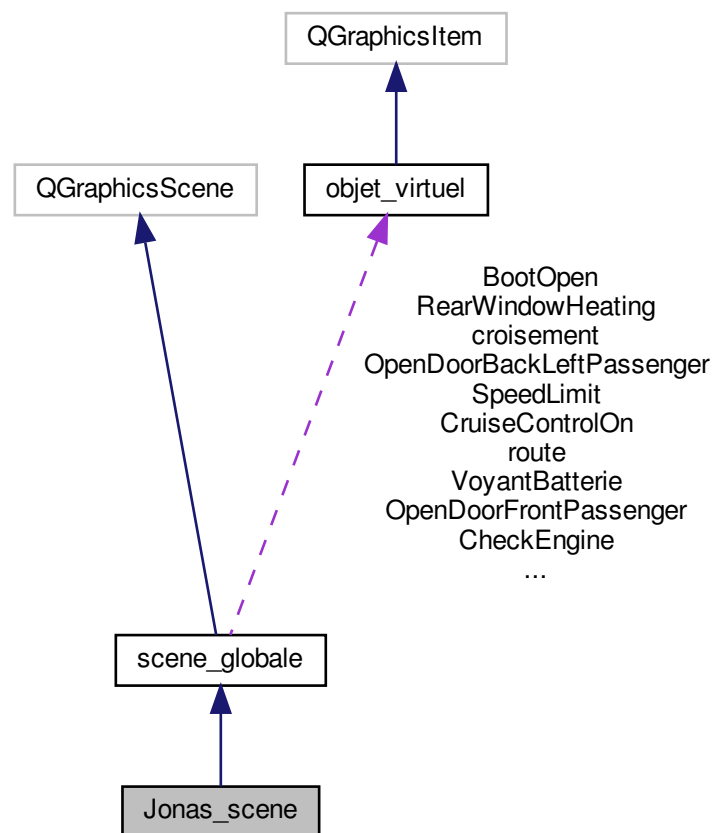 QGraphicsItem
QGraphicsScene
objet_virtuel
BootOpen
RearWindowHeating
croisement
OpenDoorBackLeftPassenger
SpeedLimit
CruiseControlOn
route
VoyantBatterie
OpenDoorFrontPassenger
CheckEngine
...
scene_globale
Jonas_scene